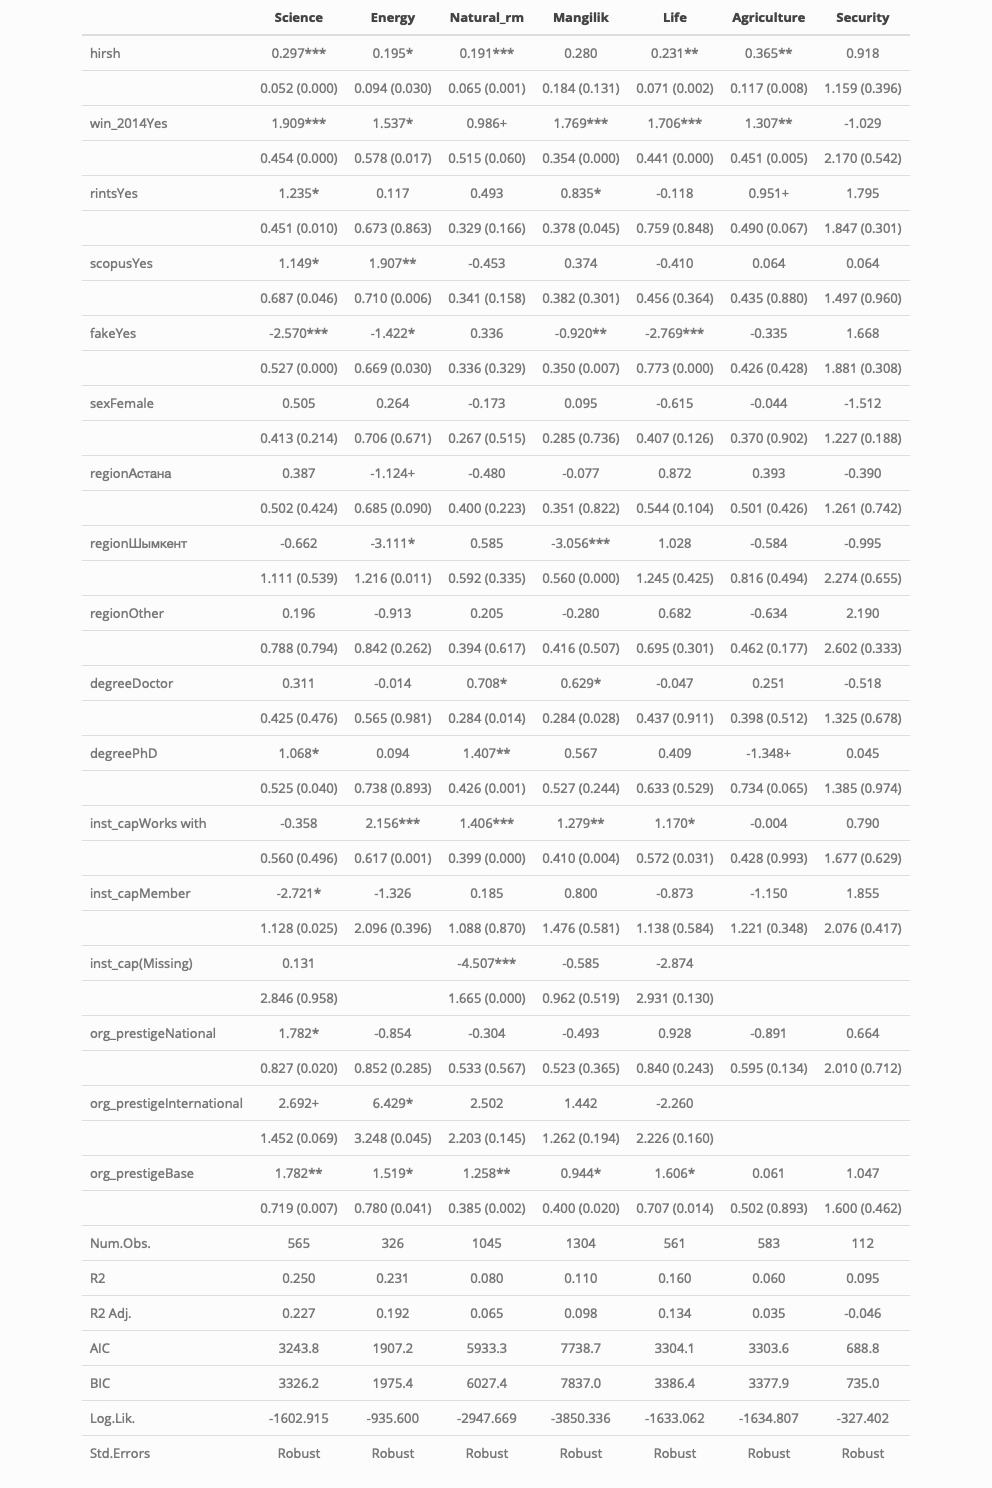 Science Energy Natural_rm Mangilik Life Agriculture Security
hirsh 0.297*** 0.195* 0.191*** 0.280 0.231** 0.365** 0.918
0.052 (0.000) 0.094 (0.030) 0.065 (0.001) 0.184 (0.131) 0.071 (0.002) 0.117 (0.008) 1.159 (0.396)
win_2014Yes 1.909*** 1.537* 0.986+ 1.769*** 1.706*** 1.307** -1.029
0.454 (0.000) 0.578 (0.017) 0.515 (0.060) 0.354 (0.000) 0.441 (0.000) 0.451 (0.005) 2.170 (0.542)
rintsYes 1.235* 0.117 0.493 0.835* -0.118 0.951+ 1.795
0.451 (0.010) 0.673 (0.863) 0.329 (0.166) 0.378 (0.045) 0.759 (0.848) 0.490 (0.067) 1.847 (0.301)
scopusYes 1.149* 1.907** -0.453 0.374 -0.410 0.064 0.064
0.687 (0.046) 0.710 (0.006) 0.341 (0.158) 0.382 (0.301) 0.456 (0.364) 0.435 (0.880) 1.497 (0.960)
fakeYes -2.570*** -1.422* 0.336 -0.920** -2.769*** -0.335 1.668
0.527 (0.000) 0.669 (0.030) 0.336 (0.329) 0.350 (0.007) 0.773 (0.000) 0.426 (0.428) 1.881 (0.308)
sexFemale 0.505 0.264 -0.173 0.095 -0.615 -0.044 -1.512
0.413 (0.214) 0.706 (0.671) 0.267 (0.515) 0.285 (0.736) 0.407 (0.126) 0.370 (0.902) 1.227 (0.188)
regionАстана 0.387 -1.124+ -0.480 -0.077 0.872 0.393 -0.390
0.502 (0.424) 0.685 (0.090) 0.400 (0.223) 0.351 (0.822) 0.544 (0.104) 0.501 (0.426) 1.261 (0.742)
regionШымкент -0.662 -3.111* 0.585 -3.056*** 1.028 -0.584 -0.995
1.111 (0.539) 1.216 (0.011) 0.592 (0.335) 0.560 (0.000) 1.245 (0.425) 0.816 (0.494) 2.274 (0.655)
regionOther 0.196 -0.913 0.205 -0.280 0.682 -0.634 2.190
0.788 (0.794) 0.842 (0.262) 0.394 (0.617) 0.416 (0.507) 0.695 (0.301) 0.462 (0.177) 2.602 (0.333)
degreeDoctor 0.311 -0.014 0.708* 0.629* -0.047 0.251 -0.518
0.425 (0.476) 0.565 (0.981) 0.284 (0.014) 0.284 (0.028) 0.437 (0.911) 0.398 (0.512) 1.325 (0.678)
degreePhD 1.068* 0.094 1.407** 0.567 0.409 -1.348+ 0.045
0.525 (0.040) 0.738 (0.893) 0.426 (0.001) 0.527 (0.244) 0.633 (0.529) 0.734 (0.065) 1.385 (0.974)
inst_capWorks with -0.358 2.156*** 1.406*** 1.279** 1.170* -0.004 0.790
0.560 (0.496) 0.617 (0.001) 0.399 (0.000) 0.410 (0.004) 0.572 (0.031) 0.428 (0.993) 1.677 (0.629)
inst_capMember -2.721* -1.326 0.185 0.800 -0.873 -1.150 1.855
1.128 (0.025) 2.096 (0.396) 1.088 (0.870) 1.476 (0.581) 1.138 (0.584) 1.221 (0.348) 2.076 (0.417)
inst_cap(Missing) 0.131 -4.507*** -0.585 -2.874
2.846 (0.958) 1.665 (0.000) 0.962 (0.519) 2.931 (0.130)
org_prestigeNational 1.782* -0.854 -0.304 -0.493 0.928 -0.891 0.664
0.827 (0.020) 0.852 (0.285) 0.533 (0.567) 0.523 (0.365) 0.840 (0.243) 0.595 (0.134) 2.010 (0.712)
org_prestigeInternational 2.692+ 6.429* 2.502 1.442 -2.260
1.452 (0.069) 3.248 (0.045) 2.203 (0.145) 1.262 (0.194) 2.226 (0.160)
org_prestigeBase 1.782** 1.519* 1.258** 0.944* 1.606* 0.061 1.047
0.719 (0.007) 0.780 (0.041) 0.385 (0.002) 0.400 (0.020) 0.707 (0.014) 0.502 (0.893) 1.600 (0.462)
Num.Obs. 565 326 1045 1304 561 583 112
R2 0.250 0.231 0.080 0.110 0.160 0.060 0.095
R2 Adj. 0.227 0.192 0.065 0.098 0.134 0.035 -0.046
AIC 3243.8 1907.2 5933.3 7738.7 3304.1 3303.6 688.8
BIC 3326.2 1975.4 6027.4 7837.0 3386.4 3377.9 735.0
Log.Lik. -1602.915 -935.600 -2947.669 -3850.336 -1633.062 -1634.807 -327.402
Std.Errors Robust Robust Robust Robust Robust Robust Robust